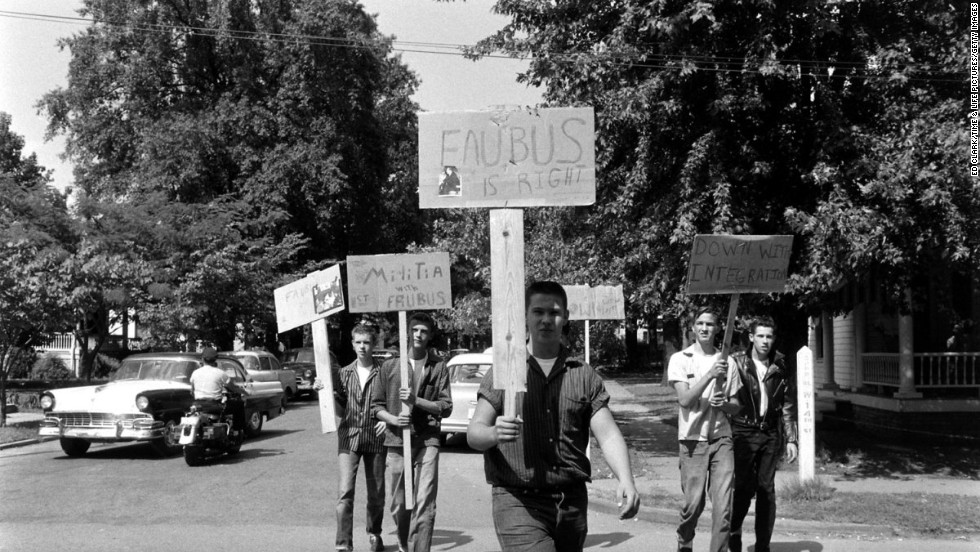 FAUBUS
IS RIGHT
MiLiTiA
with
FAUBUS
DOWN WITH
INTEGRATION
ED CLARK/TIME & LIFE PICTURES/GETTY IMAGES